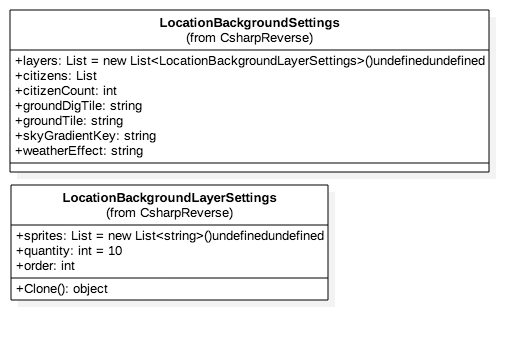 LocationBackgroundSettings
(from CsharpReverse)
+layers: List = new List<LocationBackgroundLayerSettings>()undefinedundefined
+citizens: List
+citizenCount: int
+groundDigTile: string
+groundTile: string
+skyGradientKey: string
+weatherEffect: string
LocationBackgroundLayerSettings
(from CsharpReverse)
+sprites: List = new List<string>()undefinedundefined
+quantity: int = 10
+order: int
+Clone(): object